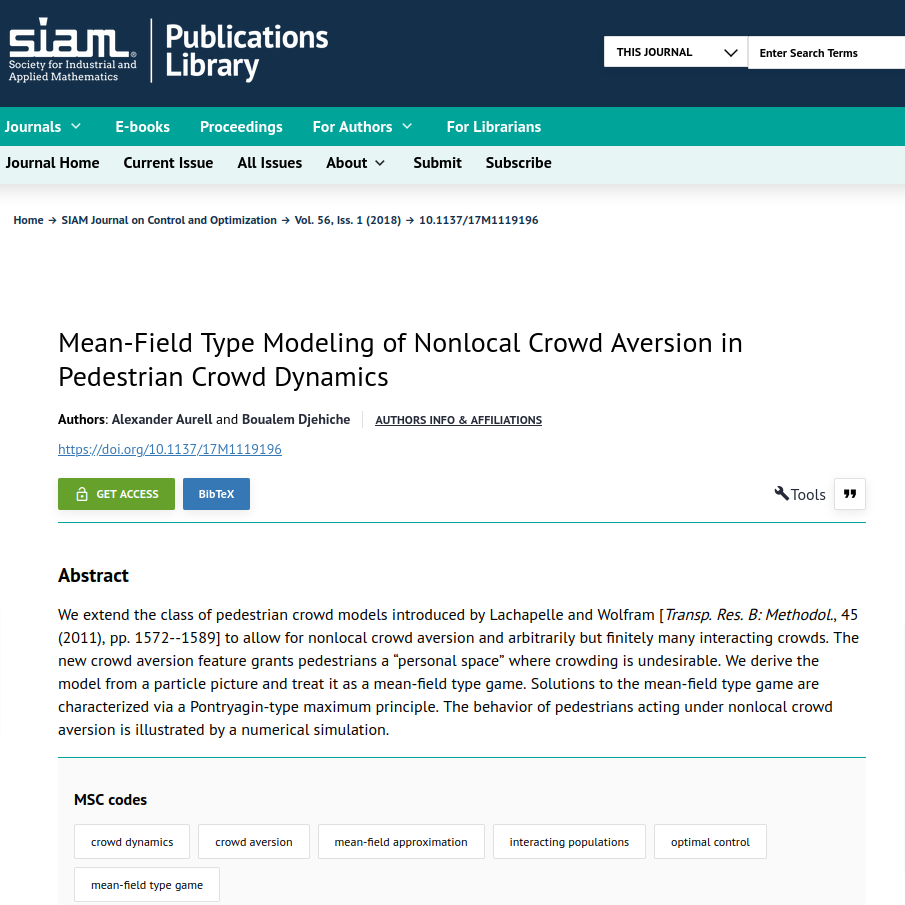 siam® Publications Library
Society for Industrial and
Applied Mathematics
THIS JOURNAL
Enter Search Terms
Journals E-books Proceedings For Authors For Librarians
Journal Home Current Issue All Issues About Submit Subscribe
Home → SIAM Journal on Control and Optimization → Vol. 56, Iss. 1 (2018) → 10.1137/17M1119196
Mean-Field Type Modeling of Nonlocal Crowd Aversion in
Pedestrian Crowd Dynamics
Authors: Alexander Aurell and Boualem Djehiche AUTHORS INFO & AFFILIATIONS
https://doi.org/10.1137/17M1119196
GET ACCESS BibTeX Tools
Abstract
We extend the class of pedestrian crowd models introduced by Lachapelle and Wolfram [Transp. Res. B: Methodol., 45
(2011), pp. 1572--1589] to allow for nonlocal crowd aversion and arbitrarily but finitely many interacting crowds. The
new crowd aversion feature grants pedestrians a “personal space” where crowding is undesirable. We derive the
model from a particle picture and treat it as a mean-field type game. Solutions to the mean-field type game are
characterized via a Pontryagin-type maximum principle. The behavior of pedestrians acting under nonlocal crowd
aversion is illustrated by a numerical simulation.
MSC codes
crowd dynamics crowd aversion mean-field approximation interacting populations optimal control
mean-field type game